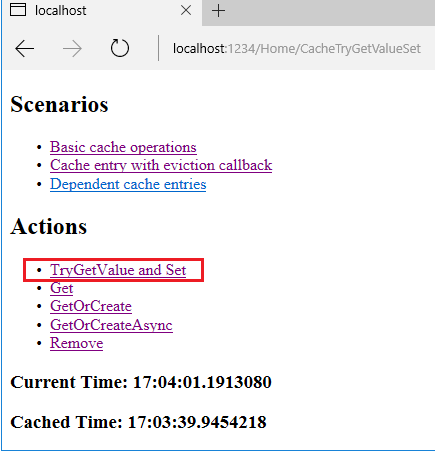 localhost
localhost:1234/Home/CacheTryGetValueSet
Scenarios
Basic cache operations
Cache entry with eviction callback
Dependent cache entries
Actions
TryGetValue and Set
Get
GetOrCreate
GetOrCreateAsync
Remove
Current Time: 17:04:01.1913080
Cached Time: 17:03:39.9454218